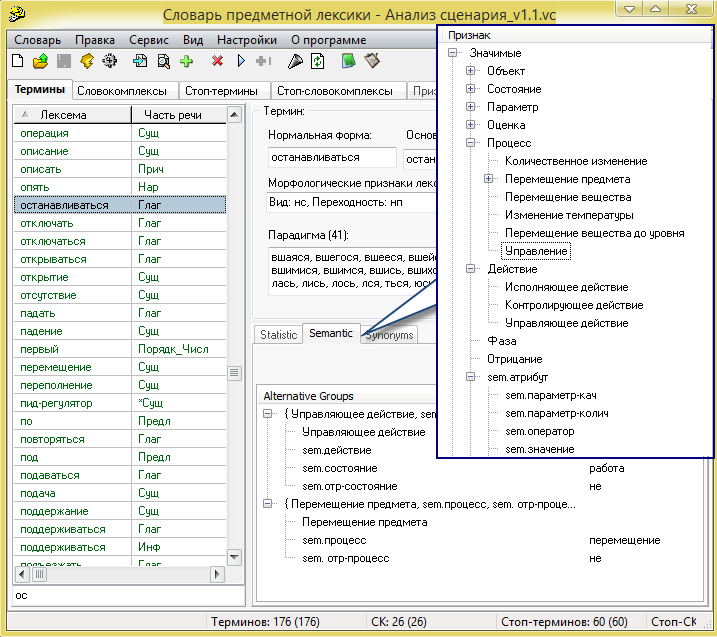 Словарь предметной лексики - Анализ сценария_v1.1.vc
Словарь Правка Сервис Вид Настройки О программе
Термины Словокомплексы Стоп-термины Стоп-словокомплексы При
Лексема Часть речи
операция Сущ
описание Сущ
описать Прич
опять Нар
останавливаться Глаг
отключать Глаг
отключаться Глаг
открываться Глаг
открытие Сущ
отсутствие Сущ
падать Глаг
падение Сущ
первый Порядк_Числ
перемещение Сущ
переполнение Сущ
пид-регулятор *Сущ
по Предл
повторяться Глаг
под Предл
подаваться Глаг
подача Сущ
поддержание Сущ
поддерживаться Глаг
поддерживаться Инф
подъезжать Глаг
ос
Термин:
Нормальная форма: Осно
останавливаться остан
Морфологические признаки лекс
Вид: нс, Переходность: нп
Парадигма (41):
вшаяся, вшегося, вшееся, вшей
вшимися, вшимся, вшись, вших
лась, лись, лось, лся, ться, юс
Statistic Semantic Synonyms
Alternative Groups
{ Управляющее действие, sem
Управляющее действие
sem.действие
sem.состояние работа
sem.отр-состояние не
{ Перемещение предмета, sem.процесс, sem. отр-проце...
Перемещение предмета
sem.процесс перемещение
sem. отр-процесс не
Признак
Значимые
Объект
Состояние
Параметр
Оценка
Процесс
Количественное изменение
Перемещение предмета
Перемещение вещества
Изменение температуры
Перемещение вещества до уровня
Управление
Действие
Исполняющее действие
Контролирующее действие
Управляющее действие
Фаза
Отрицание
sem.атрибут
sem.параметр-кач
sem.параметр-колич
sem.оператор
sem.значение
Терминов: 176 (176) СК: 26 (26) Стоп-терминов: 60 (60) Стоп-СК